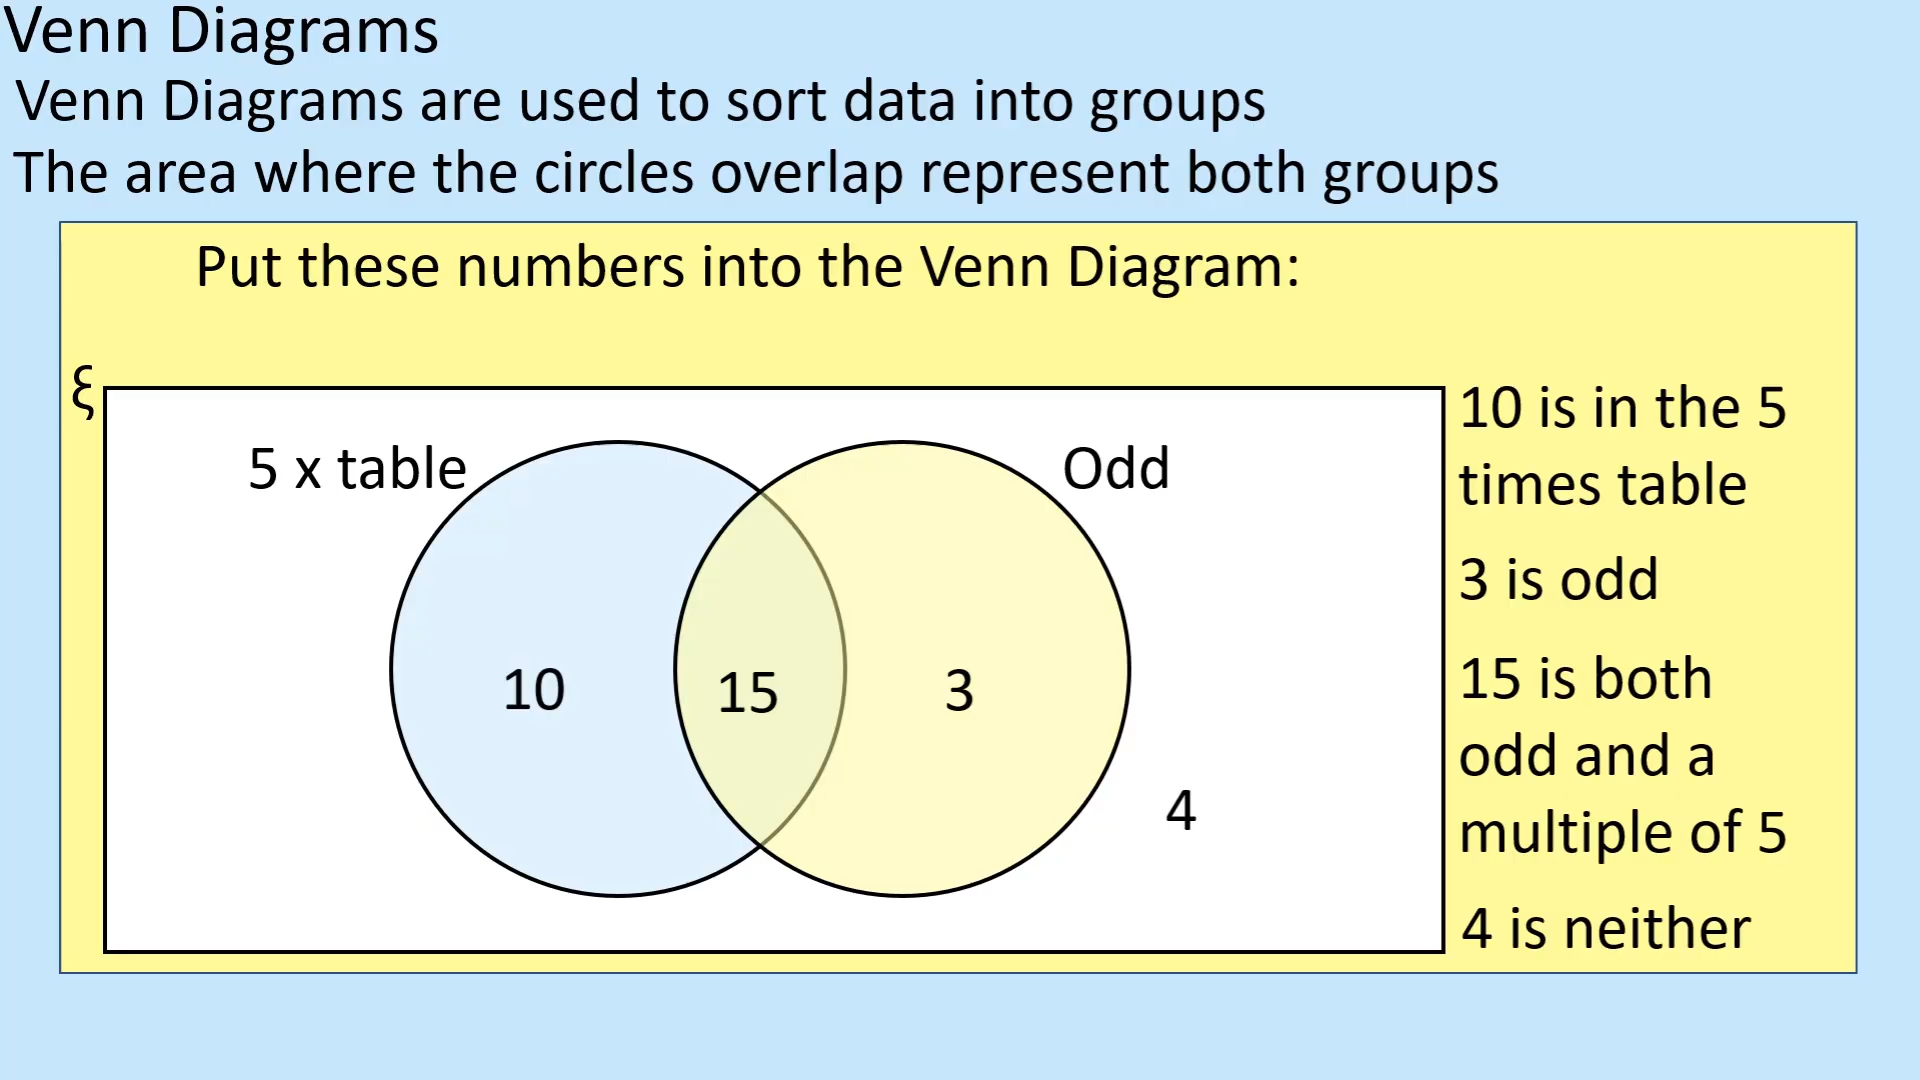 Venn Diagrams
Venn Diagrams are used to sort data into groups
The area where the circles overlap represent both groups
Put these numbers into the Venn Diagram:
ξ
5 x table
Odd
10
15
3
4
10 is in the 5
times table
3 is odd
15 is both
odd and a
multiple of 5
4 is neither